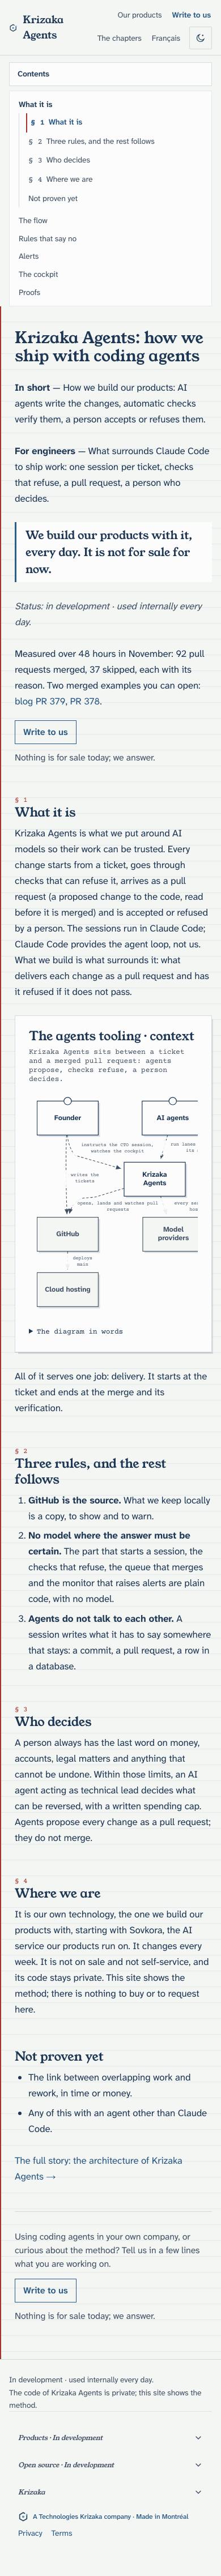 Krizaka
Agents
Our products Write to us
The chapters Français
Contents
What it is
§ 1 What it is
§ 2 Three rules, and the rest follows
§ 3 Who decides
§ 4 Where we are
Not proven yet
The flow
Rules that say no
Alerts
The cockpit
Proofs
Krizaka Agents: how we
ship with coding agents
In short — How we build our products: AI
agents write the changes, automatic checks
verify them, a person accepts or refuses them.
For engineers — What surrounds Claude Code
to ship work: one session per ticket, checks
that refuse, a pull request, a person who
decides.
We build our products with it,
every day. It is not for sale for
now.
Status: in development · used internally every
day.
Measured over 48 hours in November: 92 pull
requests merged, 37 skipped, each with its
reason. Two merged examples you can open:
blog PR 379, PR 378.
Write to us
Nothing is for sale today; we answer.
§ 1
What it is
Krizaka Agents is what we put around AI
models so their work can be trusted. Every
change starts from a ticket, goes through
checks that can refuse it, arrives as a pull
request (a proposed change to the code, read
before it is merged) and is accepted or refused
by a person. The sessions run in Claude Code;
Claude Code provides the agent loop, not us.
What we build is what surrounds it: what
delivers each change as a pull request and has
it refused if it does not pass.
The agents tooling · context
Krizaka Agents sits between a ticket
and a merged pull request: agents
propose, checks refuse, a person
decides.
Founder
AI agents
instructs the CTO session,
watches the cockpit
run lanes
Krizaka
Agents
writes the
tickets
opens, lands and watches pull
requests
GitHub
Model
providers
deploys
main
Cloud hosting
The diagram in words
All of it serves one job: delivery. It starts at the
ticket and ends at the merge and its
verification.
§ 2
Three rules, and the rest
follows
1. GitHub is the source. What we keep locally
is a copy, to show and to warn.
2. No model where the answer must be
certain. The part that starts a session, the
checks that refuse, the queue that merges
and the monitor that raises alerts are plain
code, with no model.
3. Agents do not talk to each other. A
session writes what it has to say somewhere
that stays: a commit, a pull request, a row in
a database.
§ 3
Who decides
A person always has the last word on money,
accounts, legal matters and anything that
cannot be undone. Within those limits, an AI
agent acting as technical lead decides what
can be reversed, with a written spending cap.
Agents propose every change as a pull request;
they do not merge.
§ 4
Where we are
It is our own technology, the one we build our
products with, starting with Sovkora, the AI
service our products run on. It changes every
week. It is not on sale and not self-service, and
its code stays private. This site shows the
method; there is nothing to buy or to request
here.
Not proven yet
• The link between overlapping work and
rework, in time or money.
• Any of this with an agent other than Claude
Code.
The full story: the architecture of Krizaka
Agents →
Using coding agents in your own company, or
curious about the method? Tell us in a few lines
what you are working on.
Write to us
Nothing is for sale today; we answer.
In development · used internally every day.
The code of Krizaka Agents is private; this site shows the
method.
Products · In development
Open source · In development
Krizaka
A Technologies Krizaka company · Made in Montréal
Privacy Terms